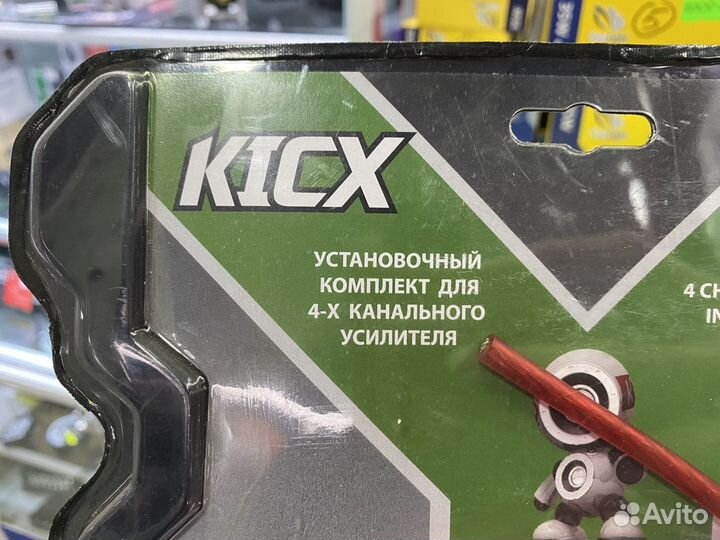 KICX
УСТАНОВОЧНЫЙ
КОМПЛЕКТ ДЛЯ
4-Х КАНАЛЬНОГО
УСИЛИТЕЛЯ
4 CH
IN
Avito